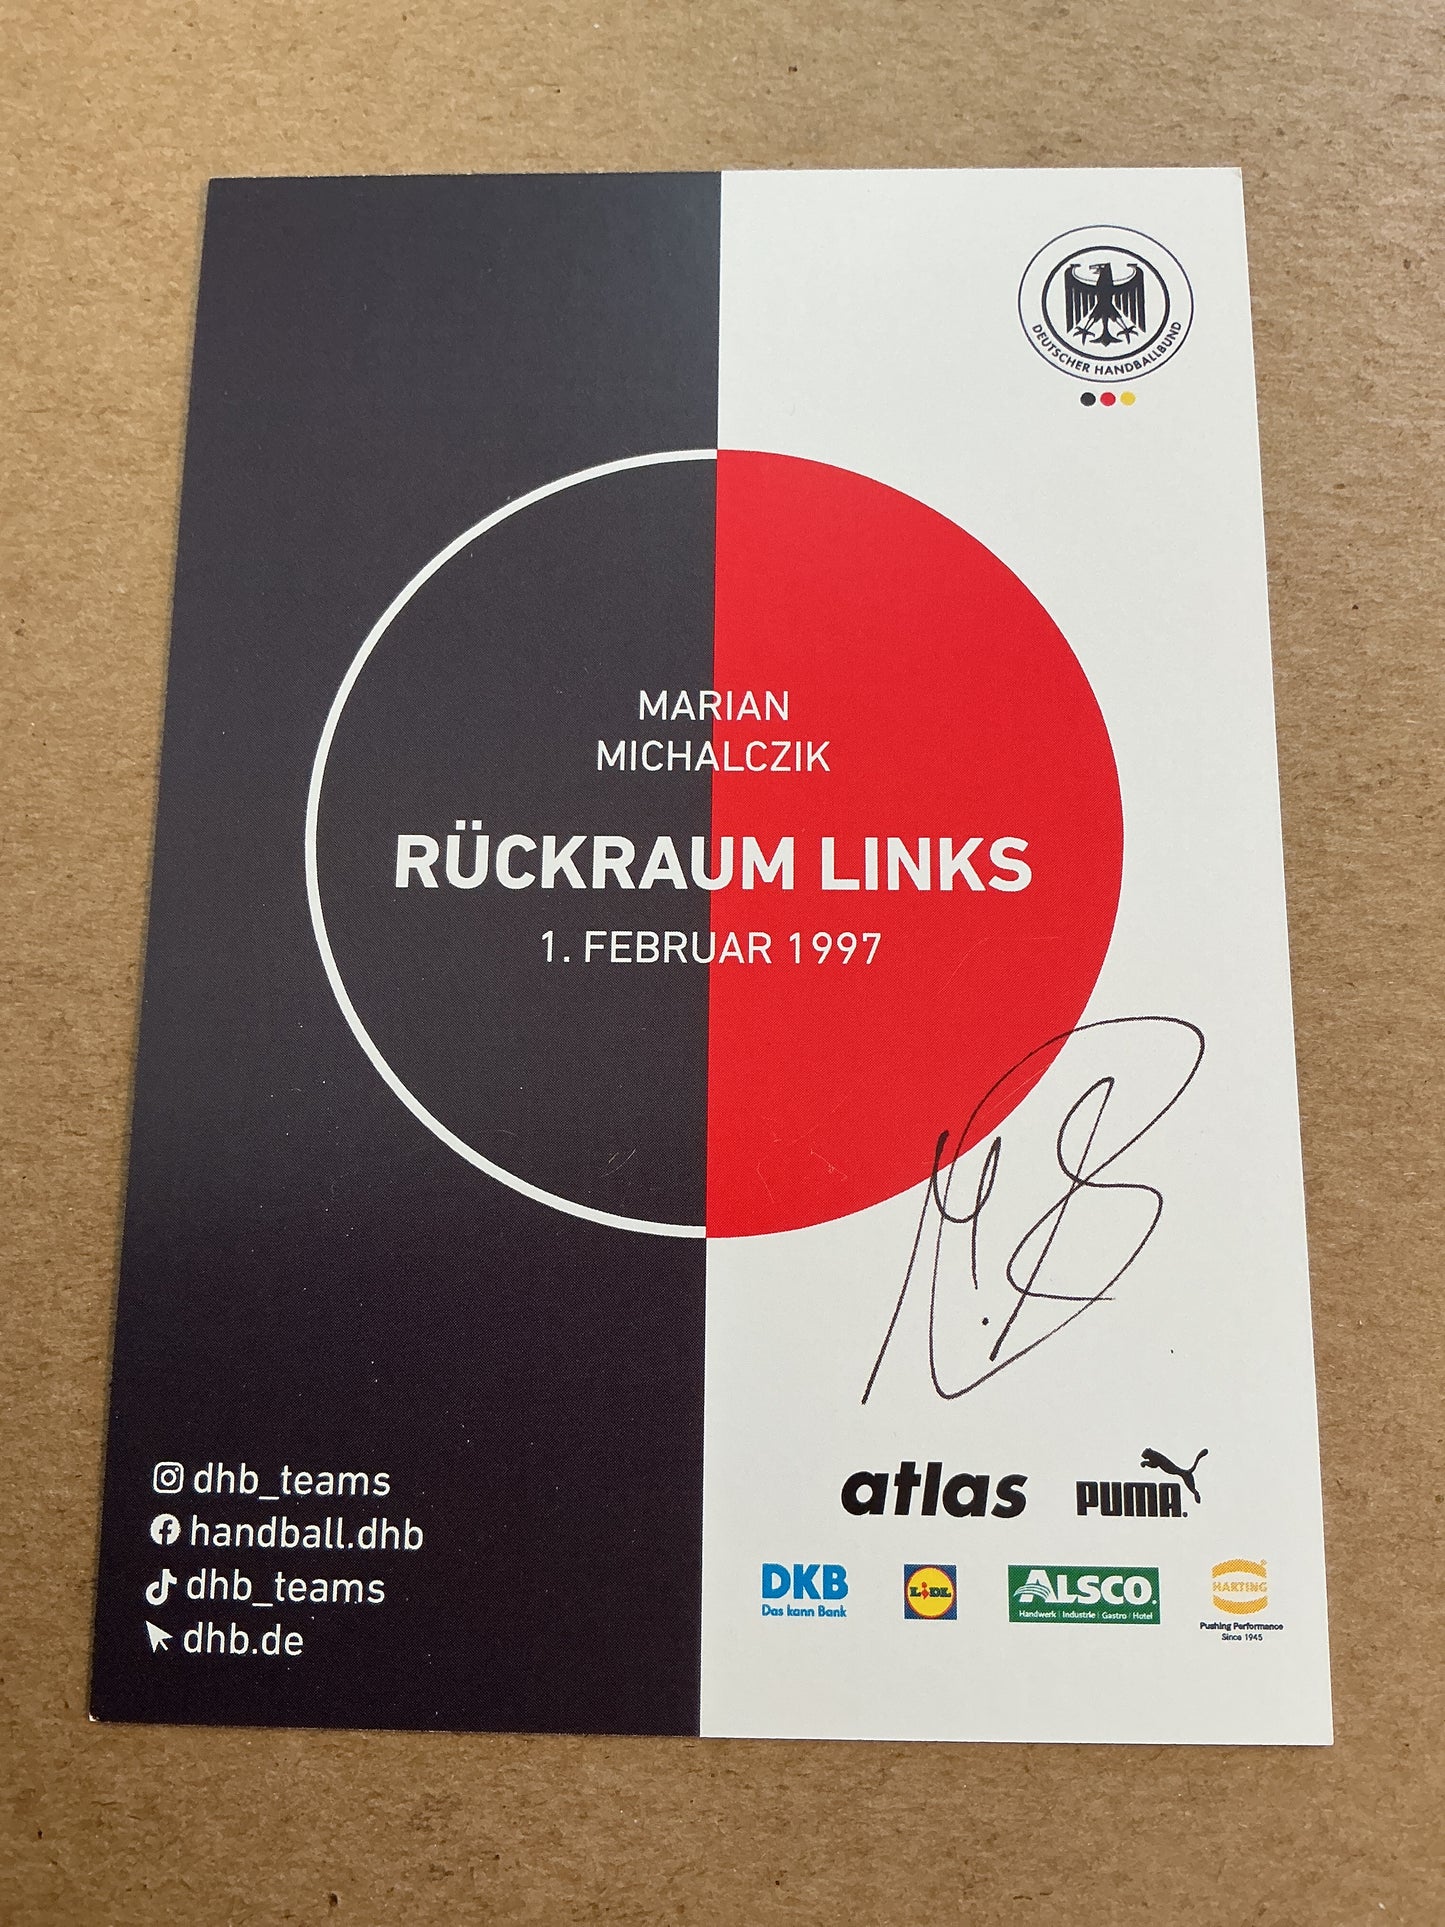 DEUTSCHER HANDBALLBUND
MARIAN
MICHALCZIK
RÜCKRAUM LINKS
1. FEBRUAR 1997
dhb_teams
handball.dhb
dhb_teams
dhb.de
atlas PUMA
DKB
Das kann Bank
LIDL
ALSCO.
Handwerk | Industrie | Gastro | Hotel
HARTING
Pushing Performance
Since 1945